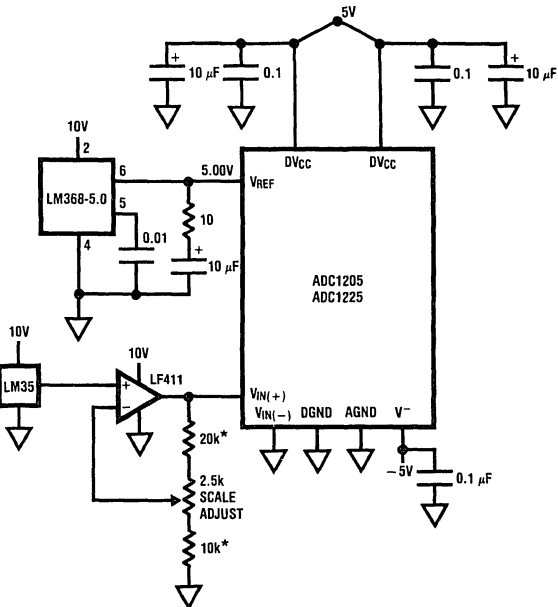 5V
+
10 µF
0.1
0.1
+
10 µF
10V
2
DVCC
DVCC
LM368-5.0
6
5.00V
VREF
5
10
4
0.01
+
10 µF
ADC1205
ADC1225
10V
10V
LM35
LF411
+
−
VIN(+)
VIN(−)
DGND
AGND
V−
20k*
−5V
0.1 µF
2.5k
SCALE
ADJUST
10k*